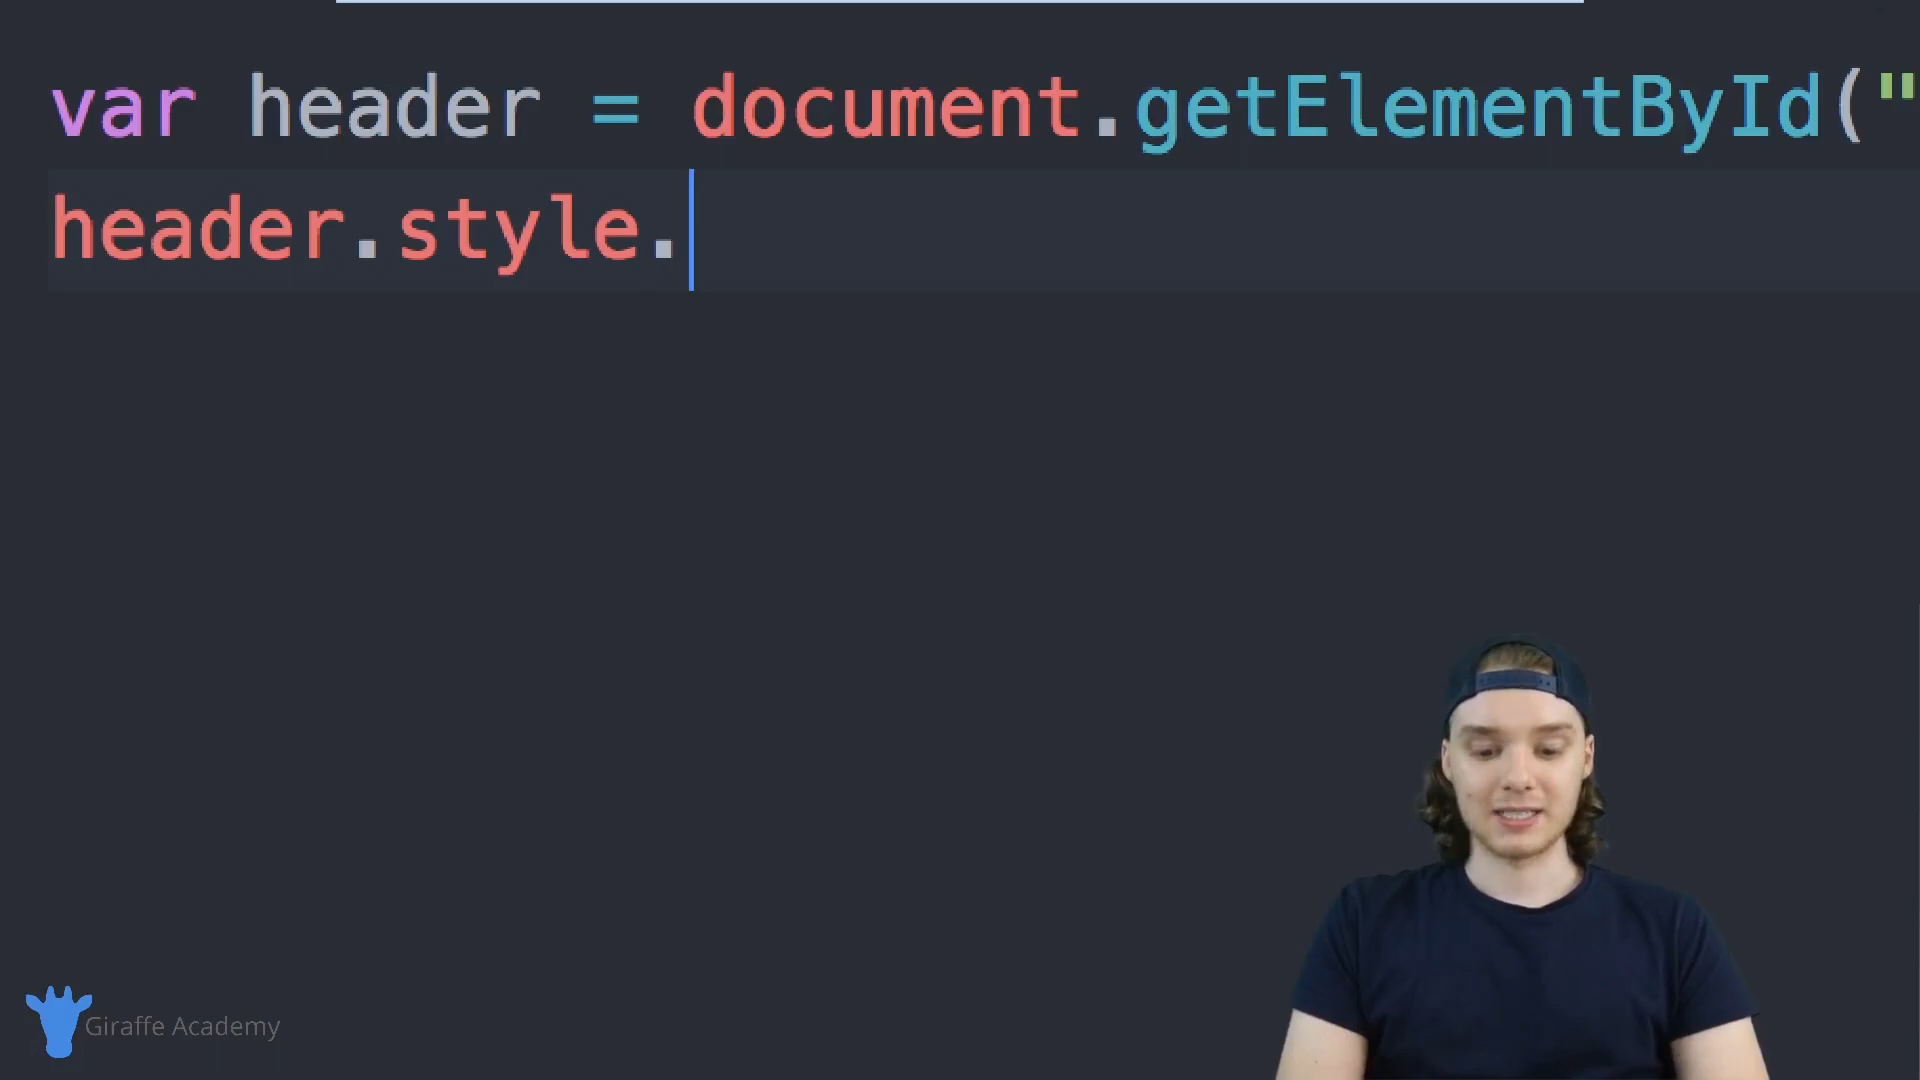 var header = document.getElementById("
header.style.
Giraffe Academy